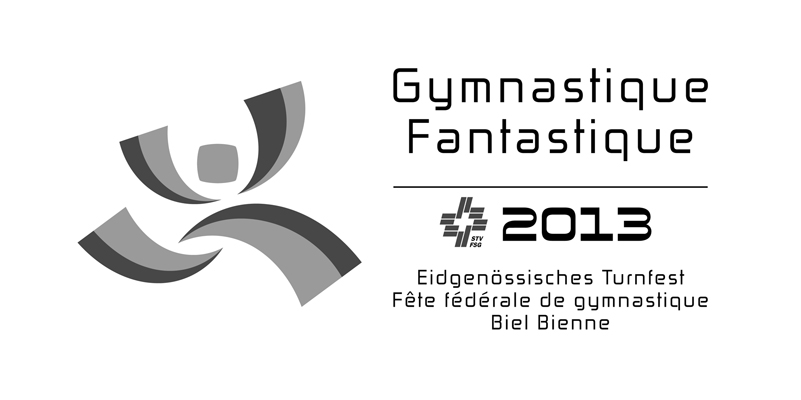 Gymnastique
Fantastique
STV
FSG
2013
Eidgenössisches Turnfest
Fête fédérale de gymnastique
Biel Bienne